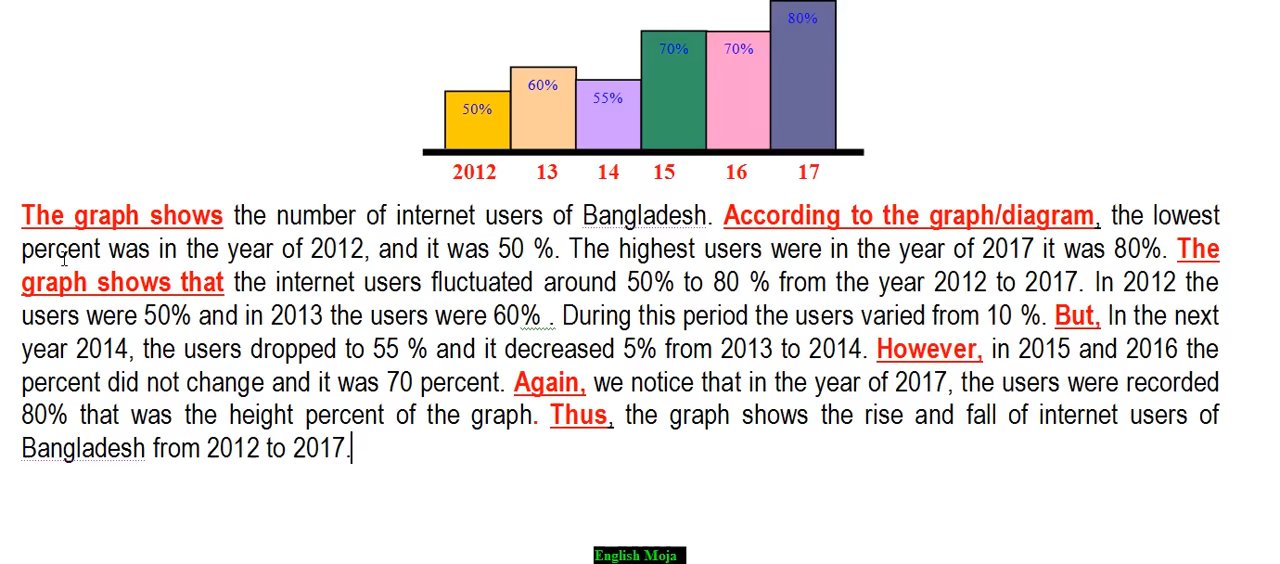 80%
70% 70%
60%
55%
50%
2012 13 14 15 16 17
The graph shows the number of internet users of Bangladesh. According to the graph/diagram, the lowest
percent was in the year of 2012, and it was 50 %. The highest users were in the year of 2017 it was 80%. The
graph shows that the internet users fluctuated around 50% to 80 % from the year 2012 to 2017. In 2012 the
users were 50% and in 2013 the users were 60% . During this period the users varied from 10 %. But, In the next
year 2014, the users dropped to 55 % and it decreased 5% from 2013 to 2014. However, in 2015 and 2016 the
percent did not change and it was 70 percent. Again, we notice that in the year of 2017, the users were recorded
80% that was the height percent of the graph. Thus, the graph shows the rise and fall of internet users of
Bangladesh from 2012 to 2017.
English Moja